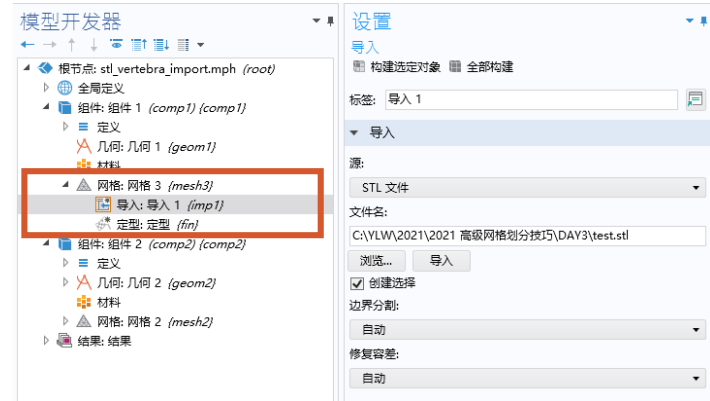 模型开发器
根节点: stl_vertebra_import.mph (root)
全局定义
组件: 组件 1 (comp1) {comp1}
定义
几何: 几何 1 {geom1}
材料
网格: 网格 3 {mesh3}
导入: 导入 1 {imp1}
定型: 定型 {fin}
组件: 组件 2 (comp2) {comp2}
定义
几何: 几何 2 {geom2}
材料
网格: 网格 2 {mesh2}
结果: 结果
设置
导入
构建选定对象 全部构建
标签: 导入 1
导入
源:
STL 文件
文件名:
C:\YLW\2021\2021 高级网格划分技巧\DAY3\test.stl
浏览... 导入
创建选择
边界分割:
自动
修复容差:
自动